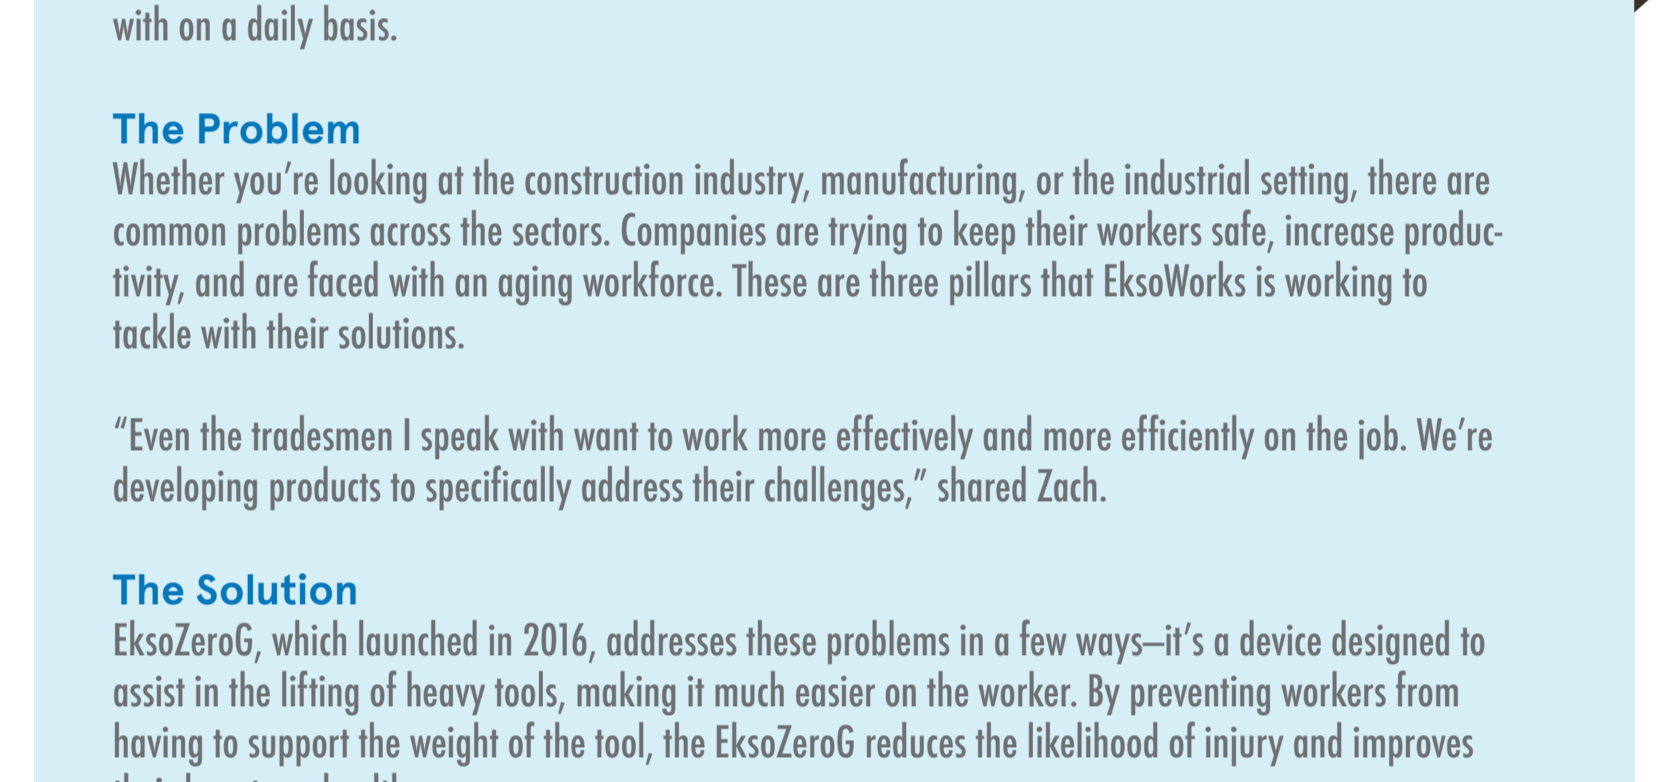 with on a daily basis.
The Problem
Whether you’re looking at the construction industry, manufacturing, or the industrial setting, there are
common problems across the sectors. Companies are trying to keep their workers safe, increase produc-
tivity, and are faced with an aging workforce. These are three pillars that EksoWorks is working to
tackle with their solutions.
“Even the tradesmen I speak with want to work more effectively and more efficiently on the job. We’re
developing products to specifically address their challenges,” shared Zach.
The Solution
EksoZeroG, which launched in 2016, addresses these problems in a few ways–it’s a device designed to
assist in the lifting of heavy tools, making it much easier on the worker. By preventing workers from
having to support the weight of the tool, the EksoZeroG reduces the likelihood of injury and improves